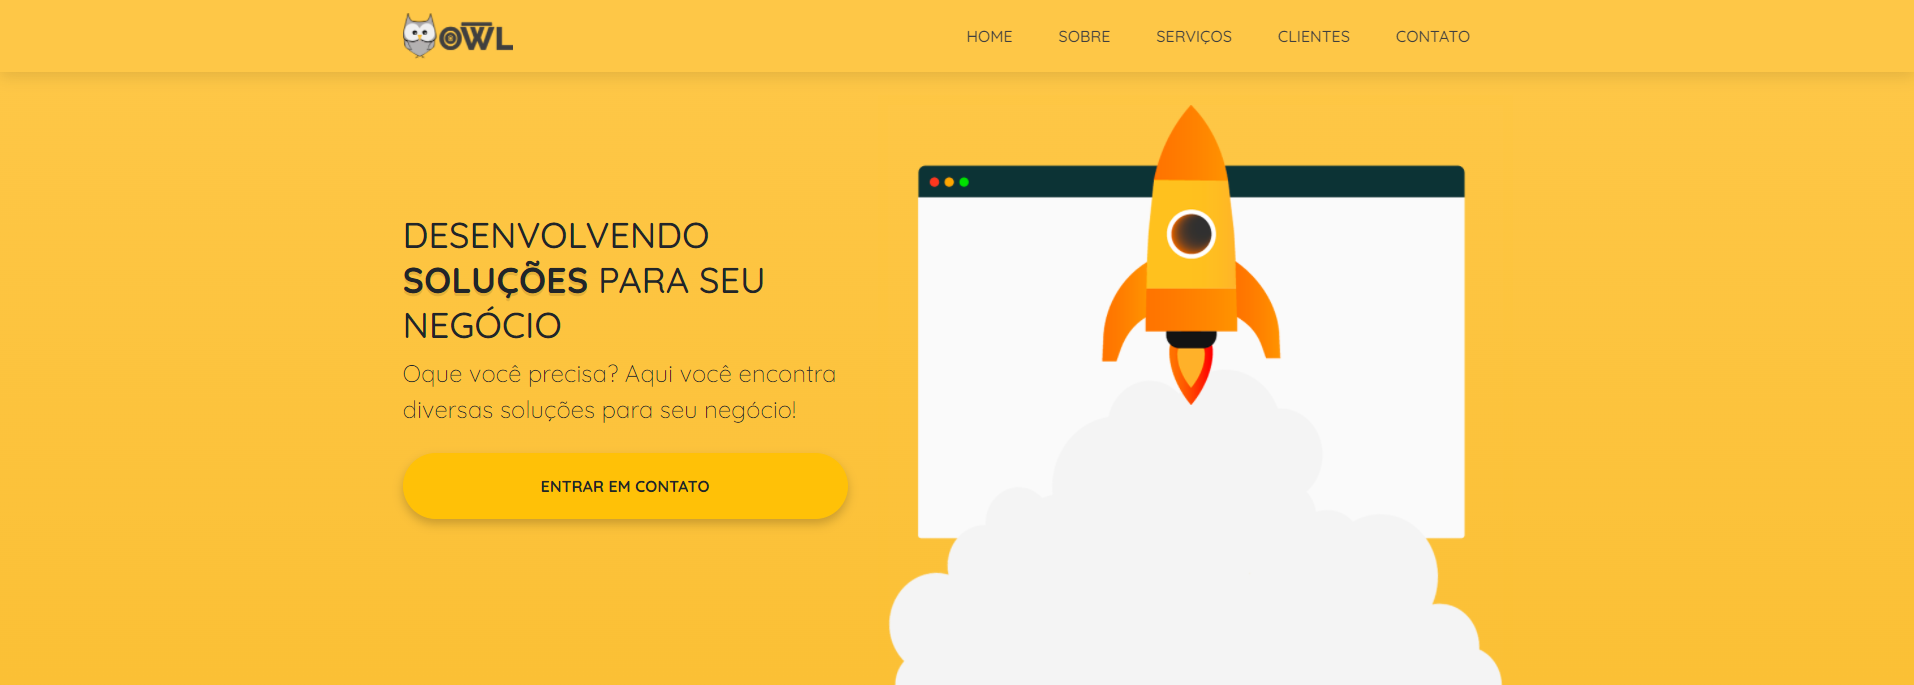 OWL
HOME SOBRE SERVIÇOS CLIENTES CONTATO
DESENVOLVENDO
SOLUÇÕES PARA SEU
NEGÓCIO
Oque você precisa? Aqui você encontra
diversas soluções para seu negócio!
ENTRAR EM CONTATO